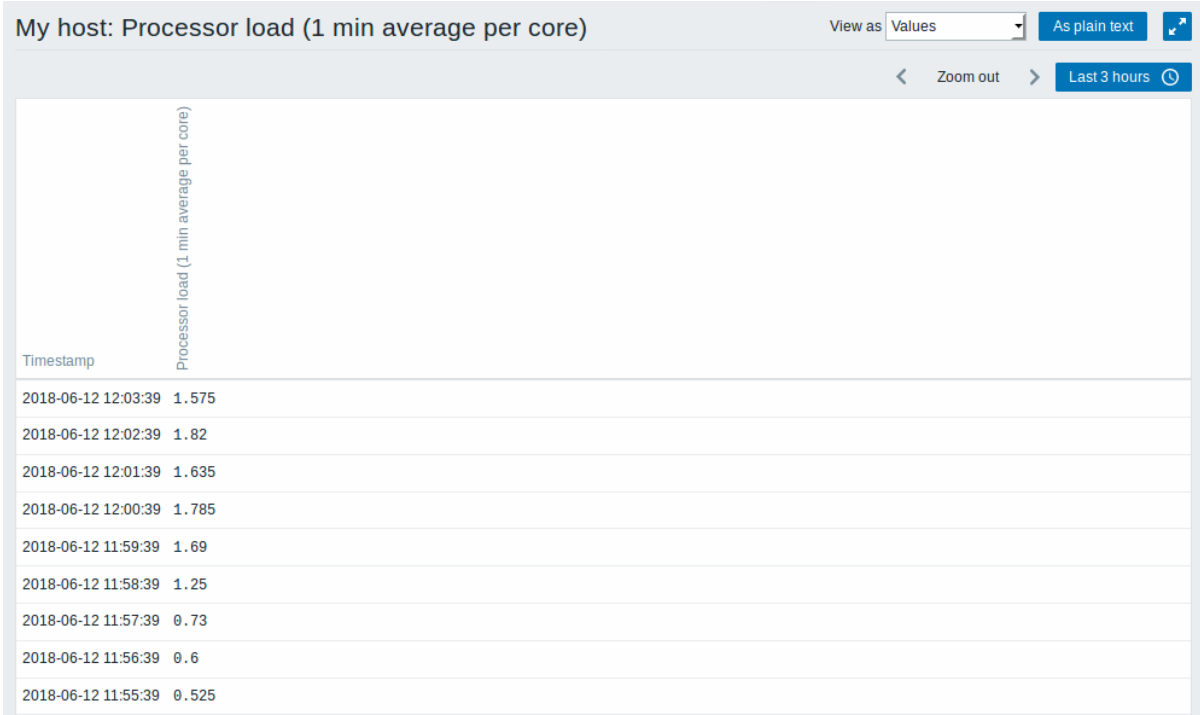 My host: Processor load (1 min average per core)
View as Values As plain text
Zoom out Last 3 hours
Timestamp Processor load (1 min average per core)
2018-06-12 12:03:39 1.575
2018-06-12 12:02:39 1.82
2018-06-12 12:01:39 1.635
2018-06-12 12:00:39 1.785
2018-06-12 11:59:39 1.69
2018-06-12 11:58:39 1.25
2018-06-12 11:57:39 0.73
2018-06-12 11:56:39 0.6
2018-06-12 11:55:39 0.525